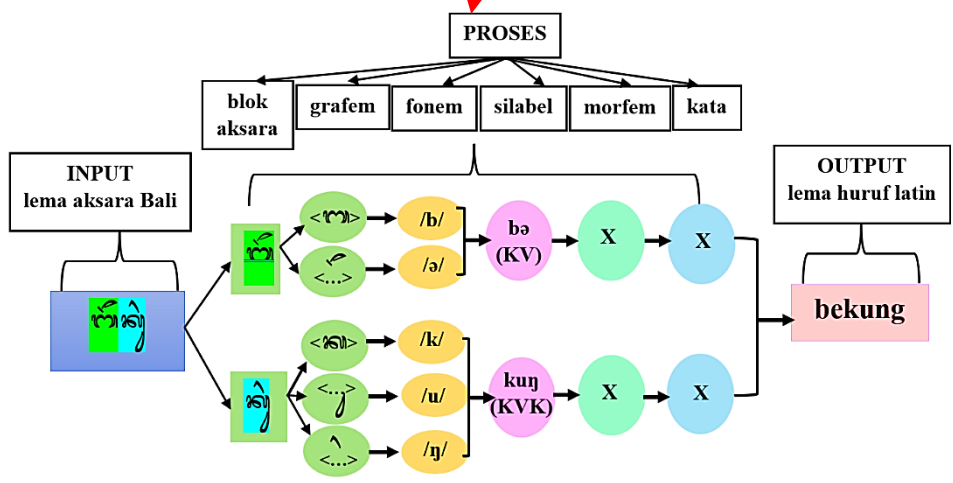 PROSES
blok aksara
grafem
fonem
silabel
morfem
kata
INPUT
lema aksara Bali
OUTPUT
lema huruf latin
ᬩᭂᬓᬸᬂ
ᬩᭂ
<ᬩ>
/b/
<...ᭂ>
/ə/
bə
(KV)
X
X
ᬓᬸᬂ
<ᬓ>
/k/
<...ᬸ>
/u/
<...ᬂ>
/ŋ/
kuŋ
(KVK)
X
X
bekung